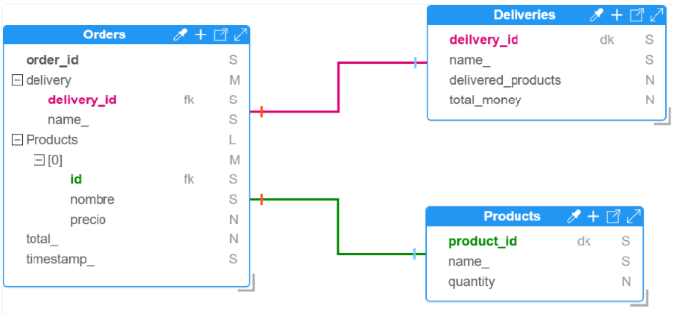 Orders
order_id S
delivery M
delivery_id fk S
name_ S
Products L
[0] M
id fk S
nombre S
precio N
total_ N
timestamp_ S
Deliveries
deilvery_id dk S
name_ S
delivered_products N
total_money N
Products
product_id dk S
name_ S
quantity N